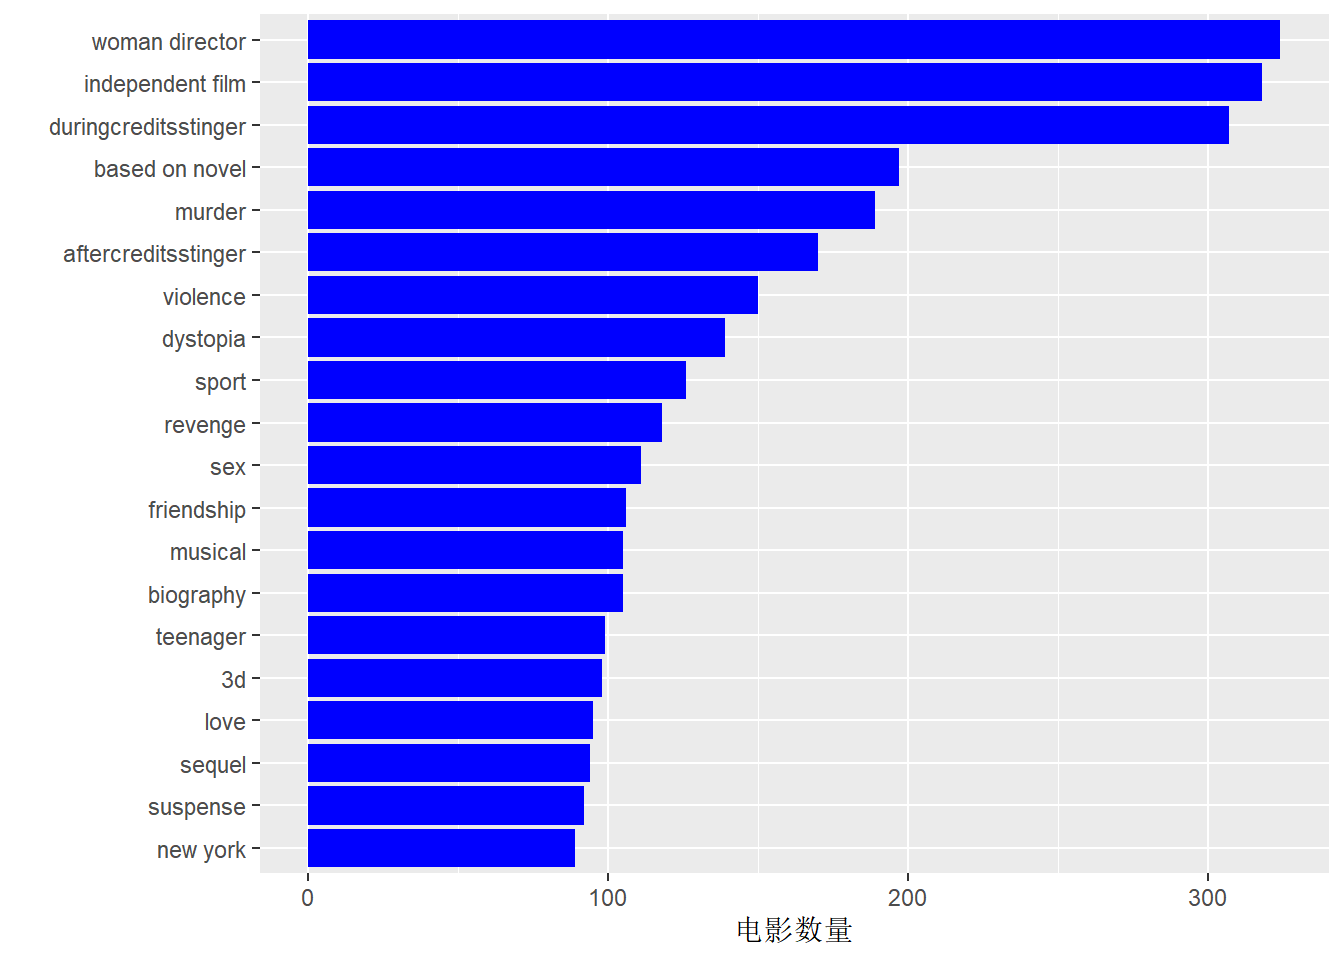 woman director
independent film
duringcreditsstinger
based on novel
murder
aftercreditsstinger
violence
dystopia
sport
revenge
sex
friendship
musical
biography
teenager
3d
love
sequel
suspense
new york
0 100 200 300
电影数量